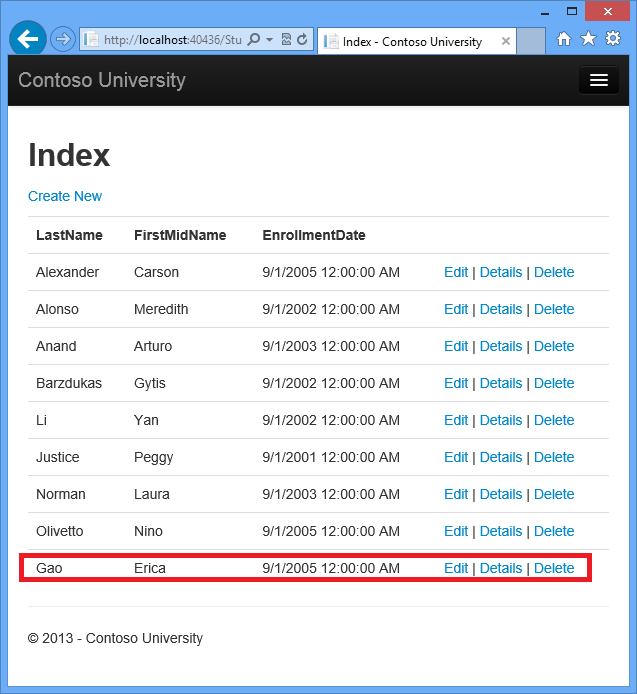 http://localhost:40436/Stu
Index - Contoso University
Contoso University
Index
Create New
LastName FirstMidName EnrollmentDate
Alexander Carson 9/1/2005 12:00:00 AM Edit | Details | Delete
Alonso Meredith 9/1/2002 12:00:00 AM Edit | Details | Delete
Anand Arturo 9/1/2003 12:00:00 AM Edit | Details | Delete
Barzdukas Gytis 9/1/2002 12:00:00 AM Edit | Details | Delete
Li Yan 9/1/2002 12:00:00 AM Edit | Details | Delete
Justice Peggy 9/1/2001 12:00:00 AM Edit | Details | Delete
Norman Laura 9/1/2003 12:00:00 AM Edit | Details | Delete
Olivetto Nino 9/1/2005 12:00:00 AM Edit | Details | Delete
Gao Erica 9/1/2005 12:00:00 AM Edit | Details | Delete
© 2013 - Contoso University